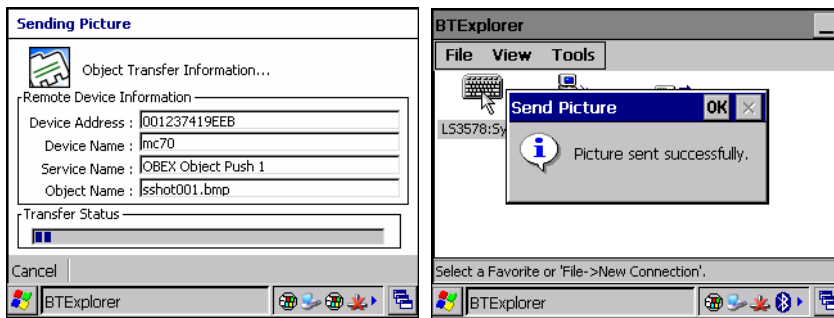 Sending Picture
Object Transfer Information...
Remote Device Information
Device Address : 001237419EEB
Device Name : mc70
Service Name : OBEX Object Push 1
Object Name : sshot001.bmp
Transfer Status
Cancel
BTExplorer
BTExplorer
File View Tools
LS3578:Sy
Send Picture OK
Picture sent successfully.
Select a Favorite or 'File->New Connection'.
BTExplorer